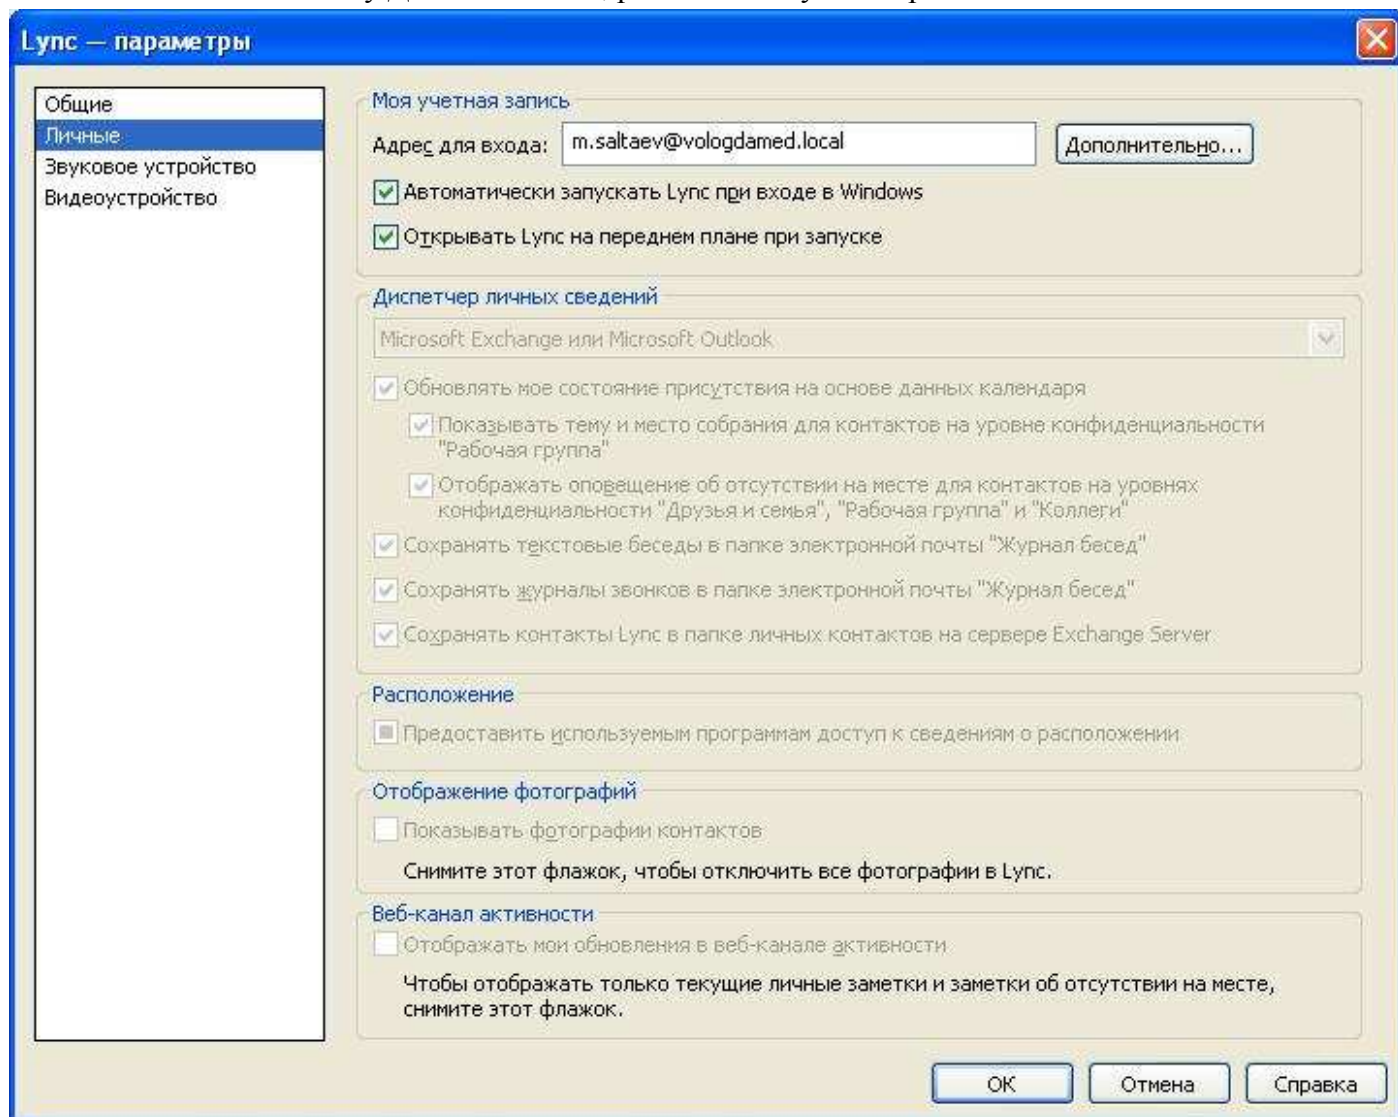 Lync — параметры
Общие
Личные
Звуковое устройство
Видеоустройство
Моя учетная запись
Адрес для входа: m.saltaev@vologdamed.local Дополнительно...
Автоматически запускать Lync при входе в Windows
Открывать Lync на переднем плане при запуске
Диспетчер личных сведений
Microsoft Exchange или Microsoft Outlook
Обновлять мое состояние присутствия на основе данных календаря
Показывать тему и место собрания для контактов на уровне конфиденциальности
"Рабочая группа"
Отображать оповещение об отсутствии на месте для контактов на уровнях
конфиденциальности "Друзья и семья", "Рабочая группа" и "Коллеги"
Сохранять текстовые беседы в папке электронной почты "Журнал бесед"
Сохранять журналы звонков в папке электронной почты "Журнал бесед"
Сохранять контакты Lync в папке личных контактов на сервере Exchange Server
Расположение
Предоставить используемым программам доступ к сведениям о расположении
Отображение фотографий
Показывать фотографии контактов
Снимите этот флажок, чтобы отключить все фотографии в Lync.
Веб-канал активности
Отображать мои обновления в веб-канале активности
Чтобы отображать только текущие личные заметки и заметки об отсутствии на месте,
снимите этот флажок.
ОК Отмена Справка